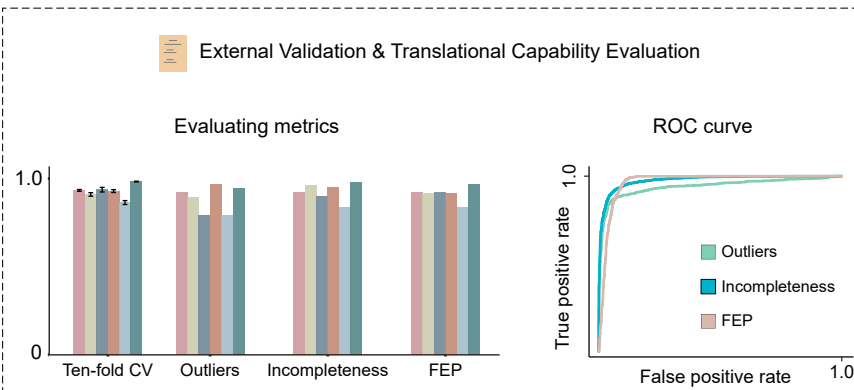 External Validation & Translational Capability Evaluation
Evaluating metrics
1.0
0
Ten-fold CV
Outliers
Incompleteness
FEP
ROC curve
1.0
True positive rate
Outliers
Incompleteness
FEP
1.0
False positive rate